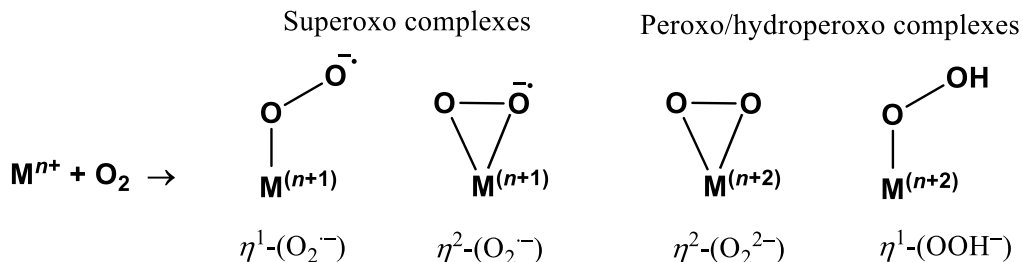 Superoxo complexes Peroxo/hydroperoxo complexes
O⁻· OH
O O—O⁻· O—O O
Mⁿ⁺ + O₂ → M⁽ⁿ⁺¹⁾ M⁽ⁿ⁺¹⁾ M⁽ⁿ⁺²⁾ M⁽ⁿ⁺²⁾
η¹-(O₂·⁻) η²-(O₂·⁻) η²-(O₂²⁻) η¹-(OOH⁻)